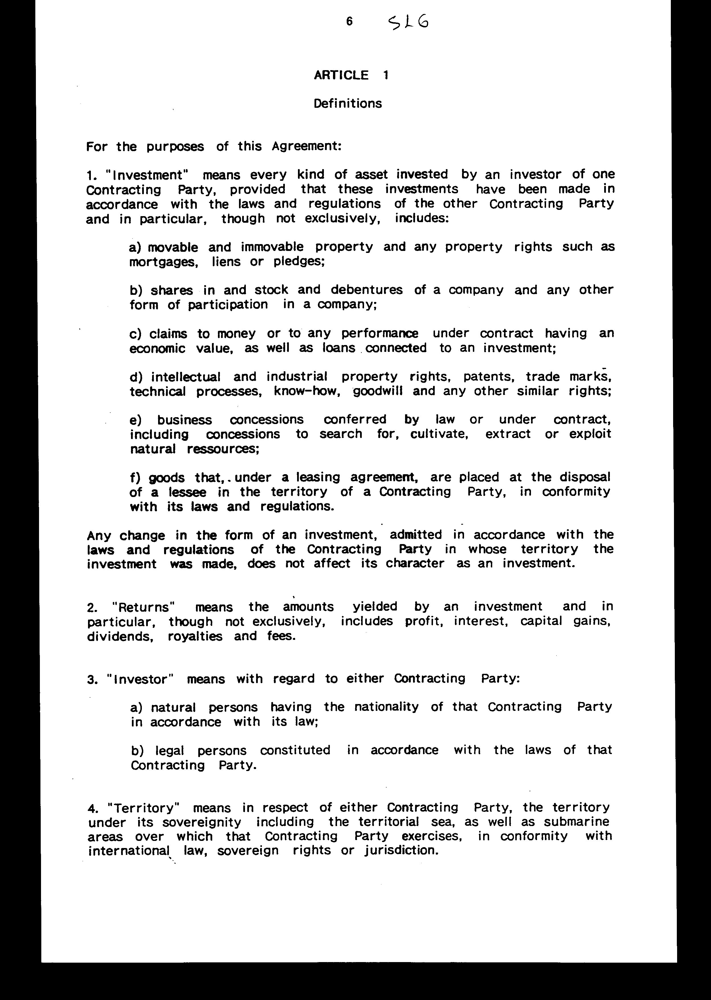 6 SLG
ARTICLE 1
Definitions
For the purposes of this Agreement:
1. "Investment" means every kind of asset invested by an investor of one
Contracting Party, provided that these investments have been made in
accordance with the laws and regulations of the other Contracting Party
and in particular, though not exclusively, includes:
a) movable and immovable property and any property rights such as
mortgages, liens or pledges;
b) shares in and stock and debentures of a company and any other
form of participation in a company;
c) claims to money or to any performance under contract having an
economic value, as well as loans connected to an investment;
d) intellectual and industrial property rights, patents, trade marks,
technical processes, know-how, goodwill and any other similar rights;
e) business concessions conferred by law or under contract,
including concessions to search for, cultivate, extract or exploit
natural ressources;
f) goods that, under a leasing agreement, are placed at the disposal
of a lessee in the territory of a Contracting Party, in conformity
with its laws and regulations.
Any change in the form of an investment, admitted in accordance with the
laws and regulations of the Contracting Party in whose territory the
investment was made, does not affect its character as an investment.
2. "Returns" means the amounts yielded by an investment and in
particular, though not exclusively, includes profit, interest, capital gains,
dividends, royalties and fees.
3. "Investor" means with regard to either Contracting Party:
a) natural persons having the nationality of that Contracting Party
in accordance with its law;
b) legal persons constituted in accordance with the laws of that
Contracting Party.
4. "Territory" means in respect of either Contracting Party, the territory
under its sovereignity including the territorial sea, as well as submarine
areas over which that Contracting Party exercises, in conformity with
international law, sovereign rights or jurisdiction.